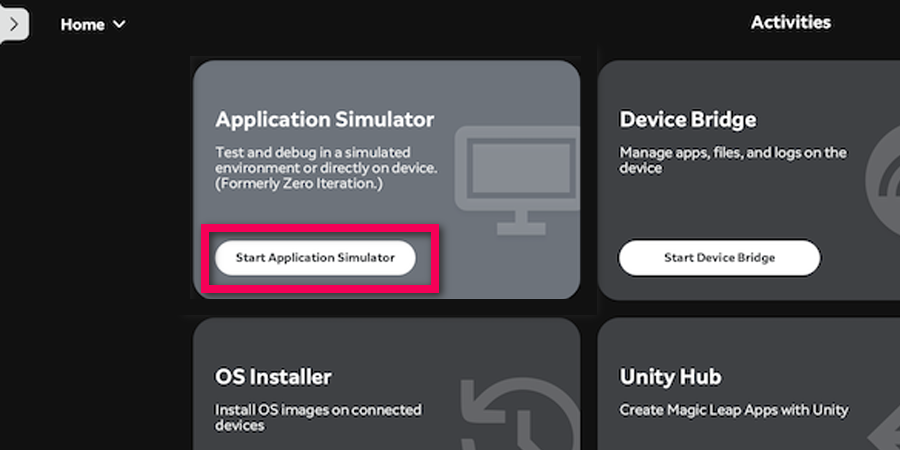 Home
Activities
Application Simulator
Test and debug in a simulated
environment or directly on device.
(Formerly Zero Iteration.)
Start Application Simulator
Device Bridge
Manage apps, files, and logs on the
device
Start Device Bridge
OS Installer
Install OS images on connected
devices
Unity Hub
Create Magic Leap Apps with Unity